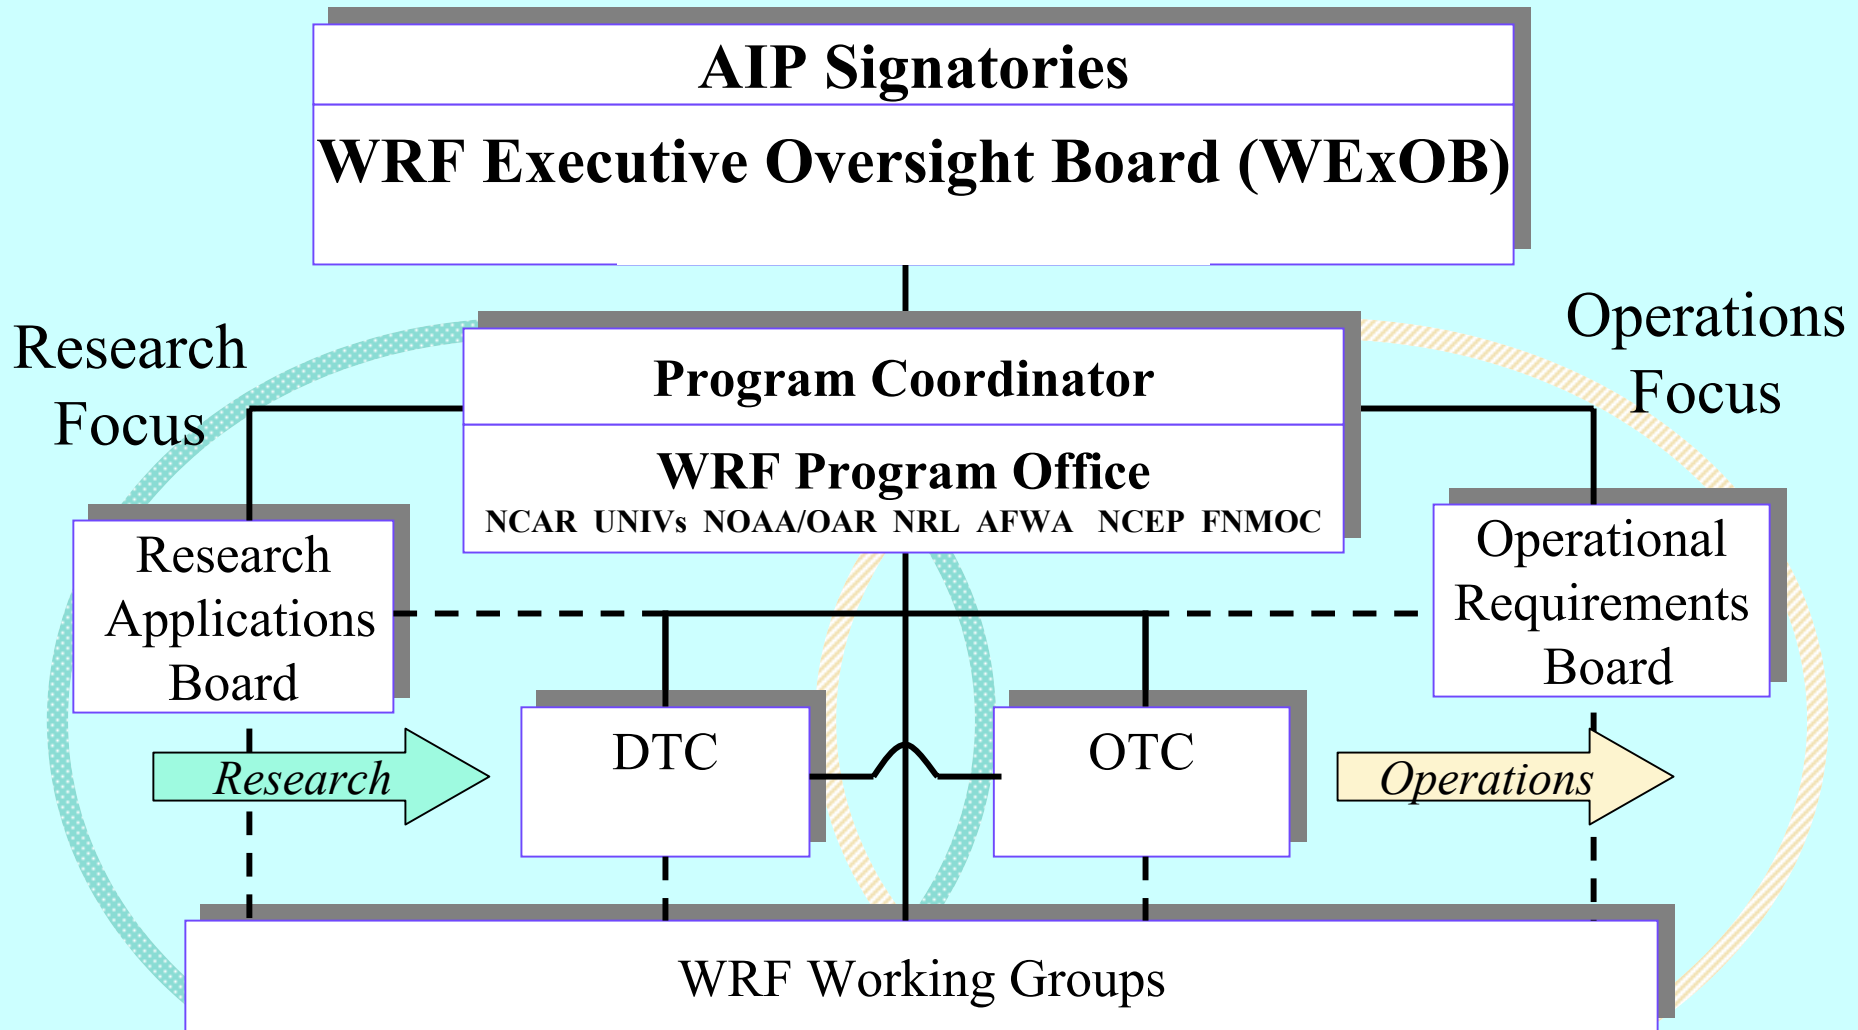 AIP Signatories
WRF Executive Oversight Board (WExOB)
Research
Focus
Operations
Focus
Program Coordinator
WRF Program Office
NCAR UNIVs NOAA/OAR NRL AFWA NCEP FNMOC
Research
Applications
Board
Operational
Requirements
Board
Research
DTC
OTC
Operations
WRF Working Groups